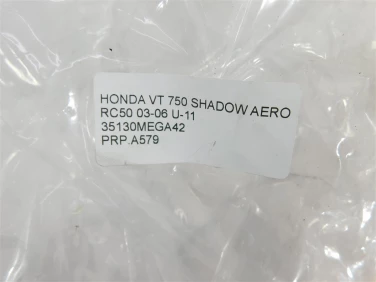 HONDA VT 750 SHADOW AERO
RC50 03-06 U-11
35130MEGA42
PRP.A579